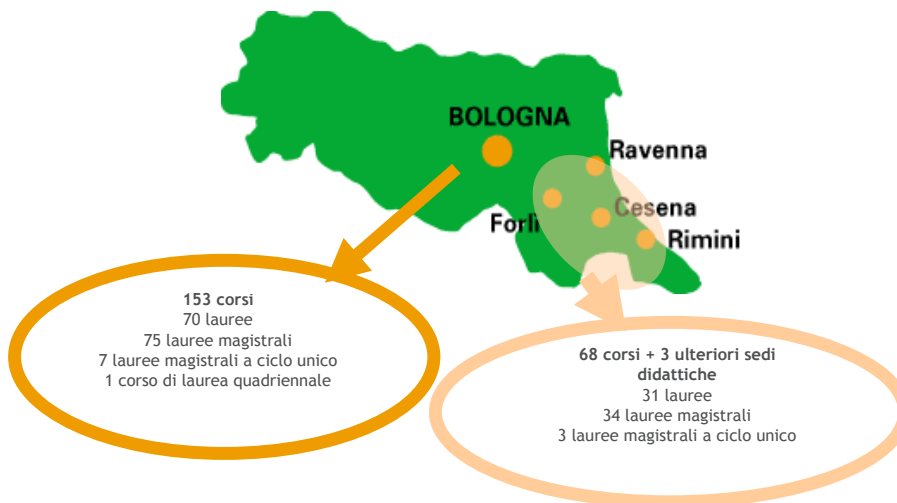 BOLOGNA
Ravenna
Cesena
Forlì
Rimini
153 corsi
70 lauree
75 lauree magistrali
7 lauree magistrali a ciclo unico
1 corso di laurea quadriennale
68 corsi + 3 ulteriori sedi
didattiche
31 lauree
34 lauree magistrali
3 lauree magistrali a ciclo unico